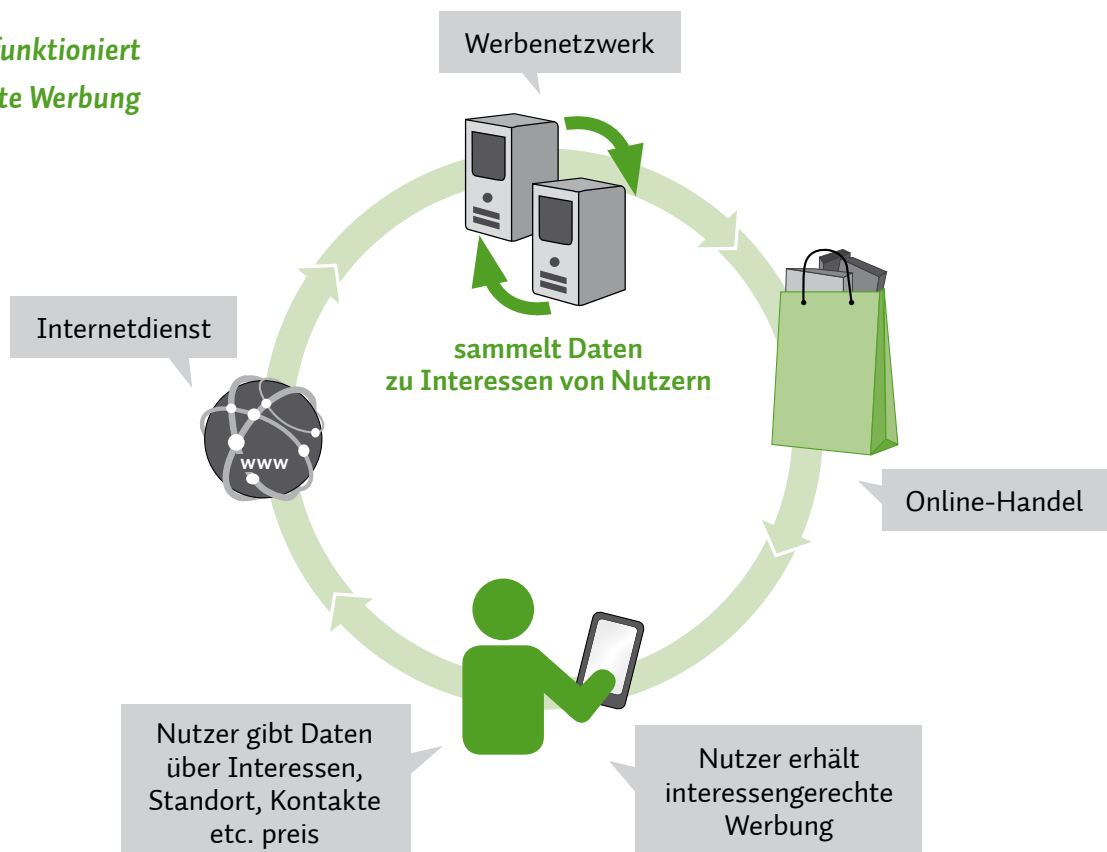 funktioniert
te Werbung
Werbenetzwerk
Internetdienst
sammelt Daten
zu Interessen von Nutzern
www
Online-Handel
Nutzer gibt Daten
über Interessen,
Standort, Kontakte
etc. preis
Nutzer erhält
interessengerechte
Werbung